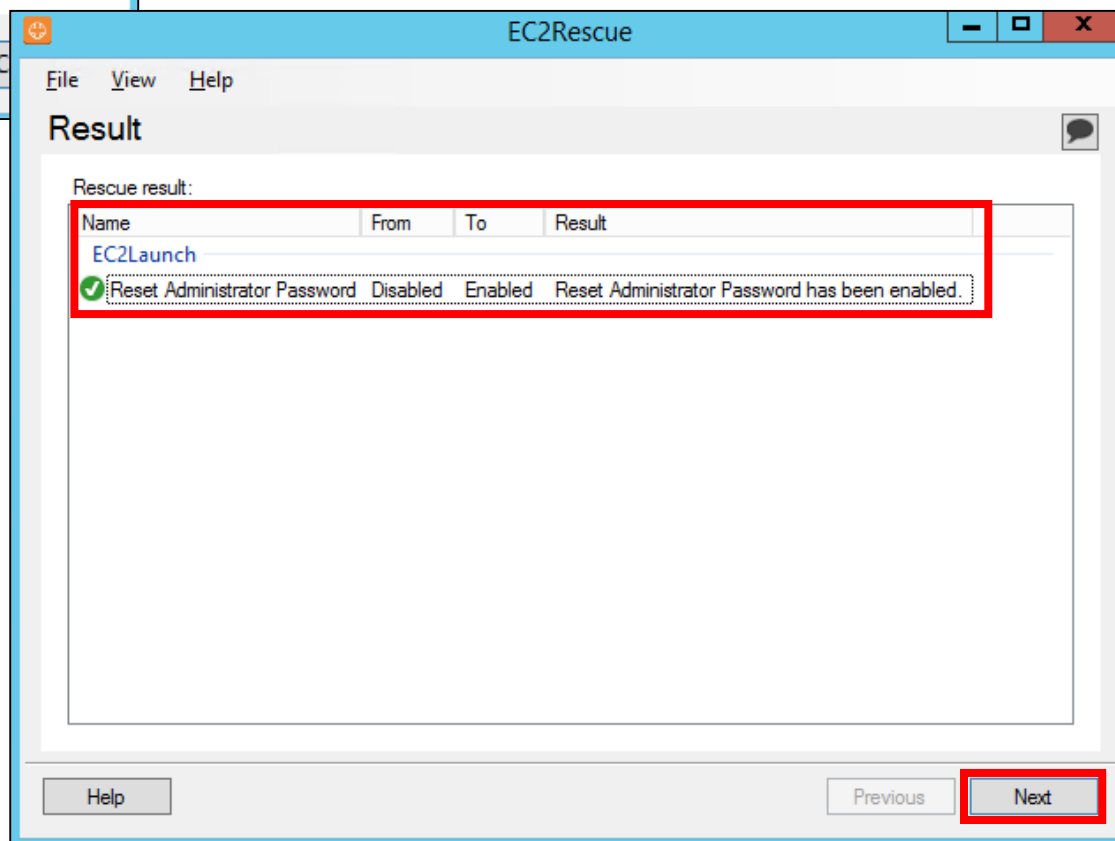 EC2Rescue
File View Help
Result
Rescue result:
Name From To Result
EC2Launch
Reset Administrator Password Disabled Enabled Reset Administrator Password has been enabled.
Help Previous Next